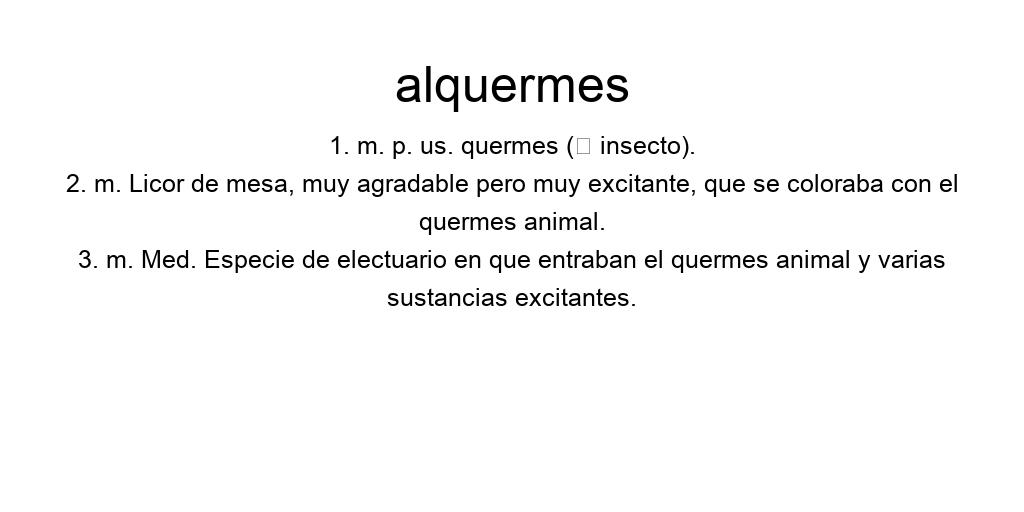 alquermes
1. m. p. us. quermes (□ insecto).
2. m. Licor de mesa, muy agradable pero muy excitante, que se coloraba con el
quermes animal.
3. m. Med. Especie de electuario en que entraban el quermes animal y varias
sustancias excitantes.